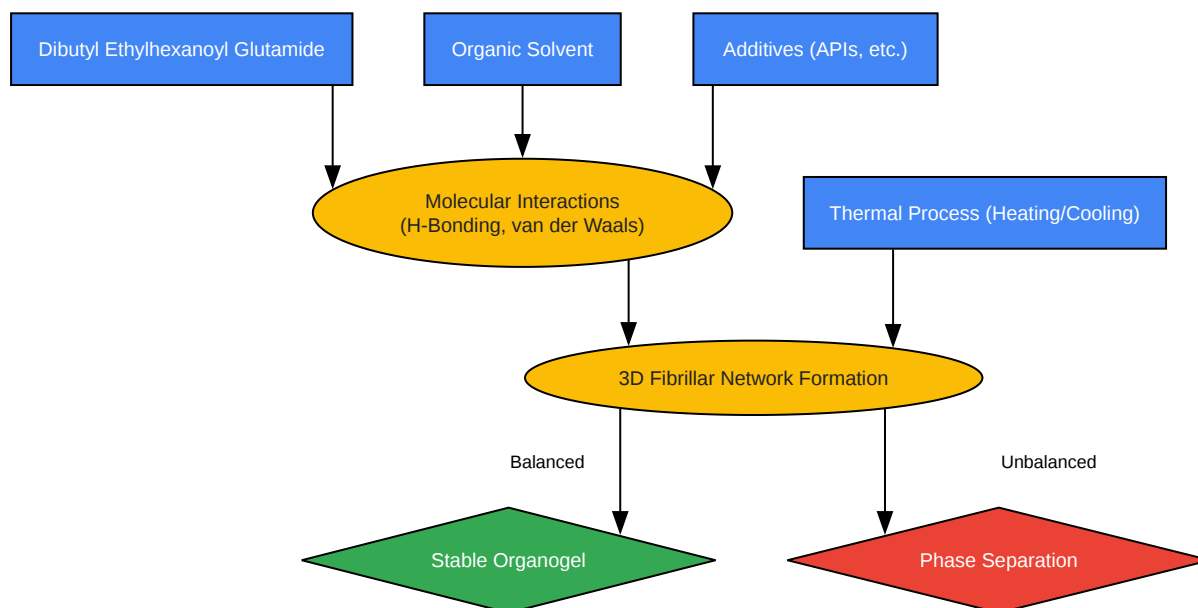 Dibutyl Ethylhexanoyl Glutamide
Organic Solvent
Additives (APIs, etc.)
Molecular Interactions
(H-Bonding, van der Waals)
Thermal Process (Heating/Cooling)
3D Fibrillar Network Formation
Balanced
Unbalanced
Stable Organogel
Phase Separation